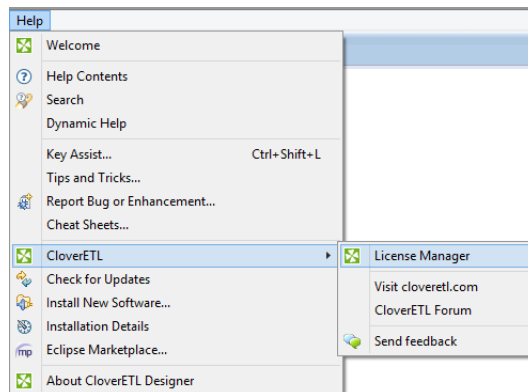 Help
Welcome
Help Contents
Search
Dynamic Help
Key Assist... Ctrl+Shift+L
Tips and Tricks...
Report Bug or Enhancement...
Cheat Sheets...
CloverETL
License Manager
Check for Updates
Visit cloveretl.com
Install New Software...
CloverETL Forum
Installation Details
Send feedback
mp Eclipse Marketplace...
About CloverETL Designer